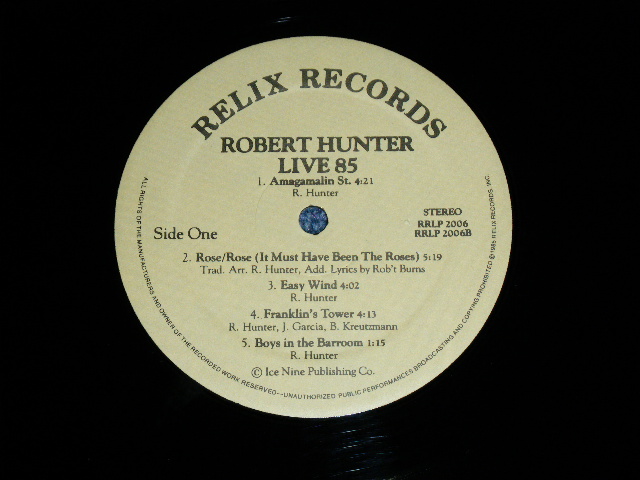 RELIX RECORDS
ROBERT HUNTER
LIVE 85
1. Amagamalin St. 4:21
R. Hunter
STEREO
RRLP 2006
RRLP 2006B
Side One
2. Rose/Rose (It Must Have Been The Roses) 5:19
Trad. Arr. R. Hunter, Add. Lyrics by Rob't Burns
3. Easy Wind 4:02
R. Hunter
4. Franklin's Tower 4:13
R. Hunter, J. Garcia, B. Kreutzmann
5. Boys in the Barroom 1:15
R. Hunter
© Ice Nine Publishing Co.
ALL RIGHTS OF THE MANUFACTURERS AND OWNER OF THE RECORDED WORK RESERVED—UNAUTHORIZED PUBLIC PERFORMANCES BROADCASTING AND COPYING PROHIBITED ©1985 RELIX RECORDS, INC.